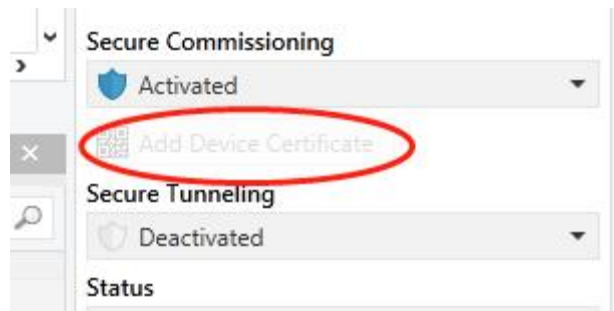 Secure Commissioning
Activated
Add Device Certificate
Secure Tunneling
Deactivated
Status